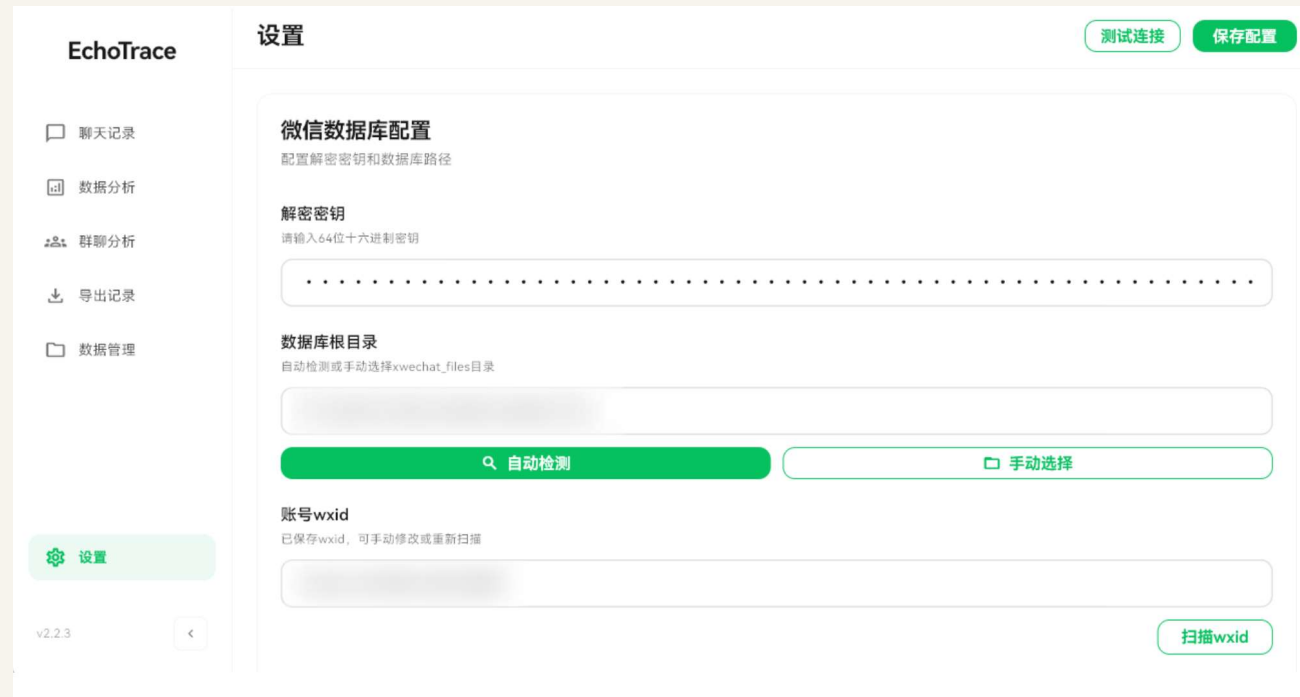 EchoTrace
聊天记录
数据分析
群聊分析
导出记录
数据管理
设置
v2.2.3
设置
测试连接
保存配置
微信数据库配置
配置解密密钥和数据库路径
解密密钥
请输入64位十六进制密钥
数据库根目录
自动检测或手动选择xwechat_files目录
自动检测
手动选择
账号wxid
已保存wxid，可手动修改或重新扫描
扫描wxid